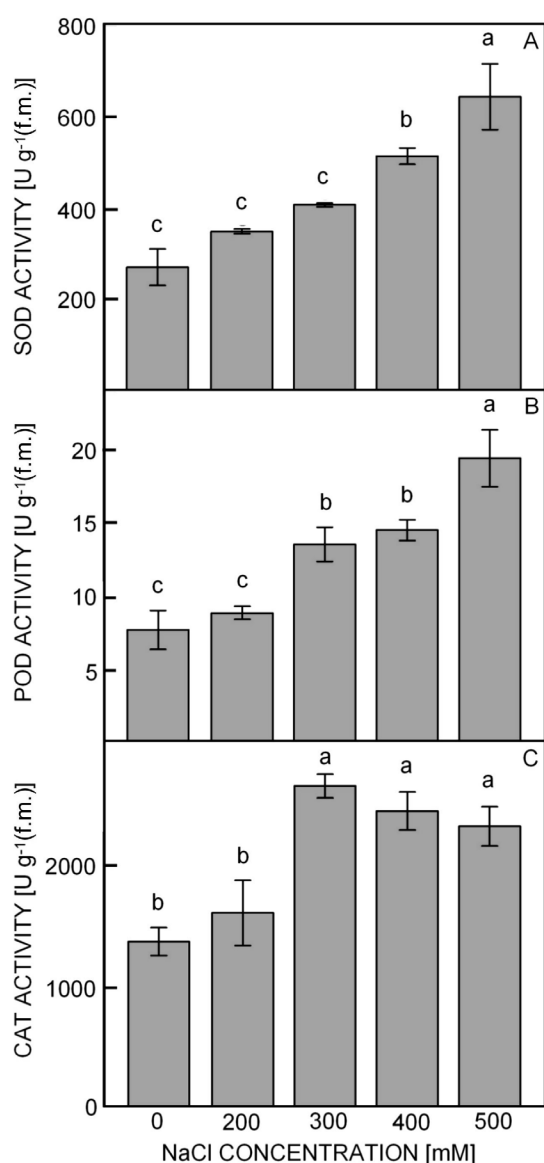 800
A
a
600
b
c
c
400
c
200
SOD ACTIVITY [U g⁻¹(f.m.)]
B
a
20
b
b
15
c
c
10
5
POD ACTIVITY [U g⁻¹(f.m.)]
C
a
a
a
2000
b
b
1000
0
CAT ACTIVITY [U g⁻¹(f.m.)]
0 200 300 400 500
NaCl CONCENTRATION [mM]